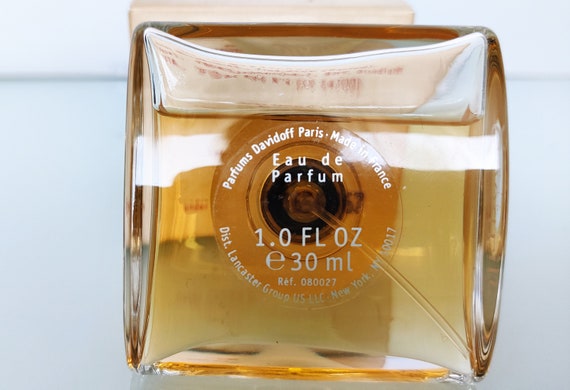 Parfums Davidoff Paris · Made in France
Eau de
Parfum
1.0 FL OZ
℮ 30 ml
Réf. 080027
Dist. Lancaster Group US LLC · New York, 10017